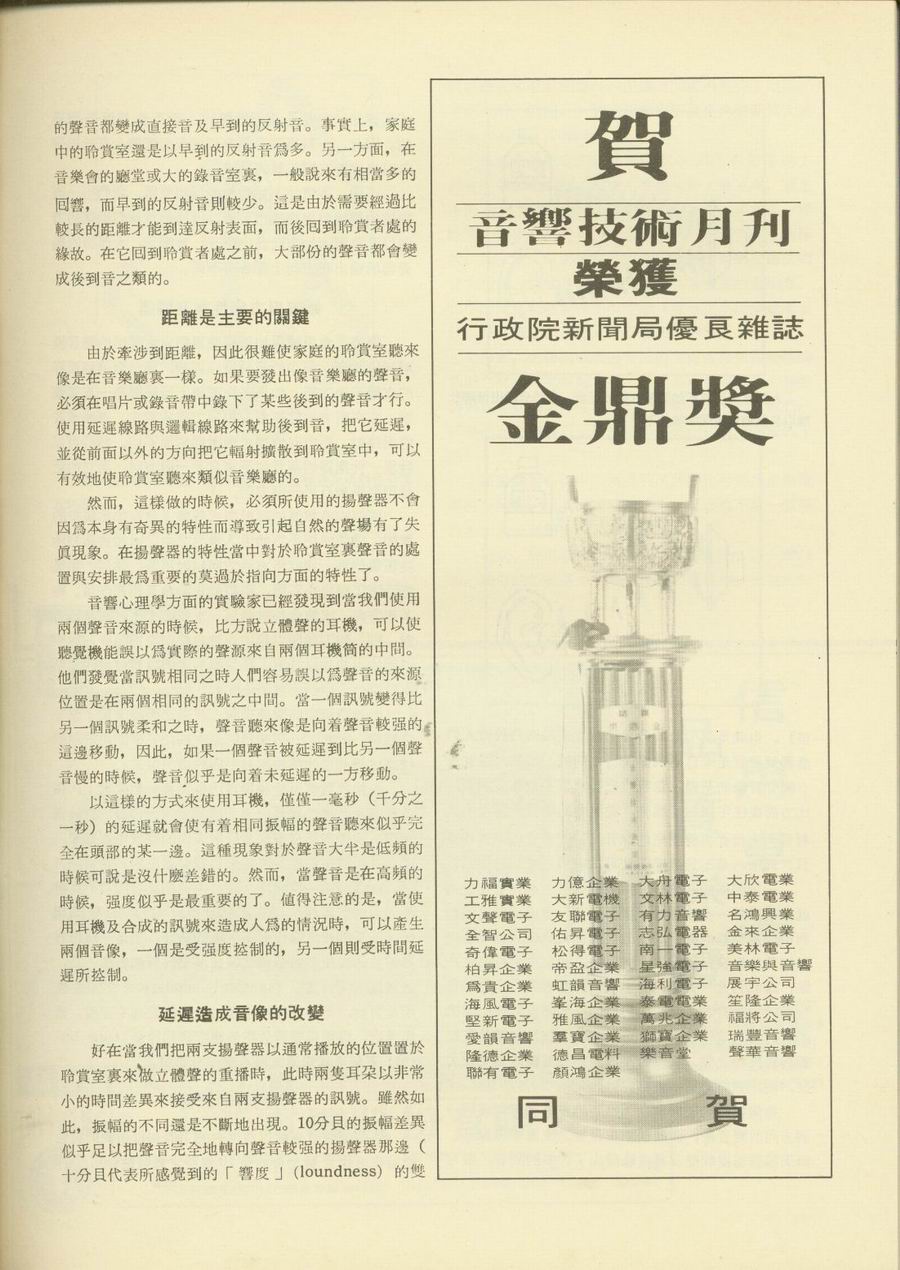 的聲音都變成直接音及早到的反射音。事實上，家庭
中的聆賞室還是以早到的反射音爲多。另一方面，在
音樂會的廳堂或大的錄音室裏，一般說來有相當多的
回響，而早到的反射音則較少。這是由於需要經過比
較長的距離才能到達反射表面，而後回到聆賞者處的
緣故。在它回到聆賞者處之前，大部份的聲音都會變
成後到音之類的。
距離是主要的關鍵
由於牽涉到距離，因此很難使家庭的聆賞室聽來
像是在音樂廳裏一樣。如果要發出像音樂廳的聲音，
必須在唱片或錄音帶中錄下了某些後到的聲音才行。
使用延遲線路與邏輯線路來幫助後到音，把它延遲，
並從前面以外的方向把它輻射擴散到聆賞室中，可以
有效地使聆賞室聽來類似音樂廳的。
然而，這樣做的時候，必須所使用的揚聲器不會
因爲本身有奇異的特性而導致引起自然的聲場有了失
眞現象。在揚聲器的特性當中對於聆賞室裏聲音的處
置與安排最爲重要的莫過於指向方面的特性了。
音響心理學方面的實驗家已經發現到當我們使用
兩個聲音來源的時候，比方說立體聲的耳機，可以使
聽覺機能誤以爲實際的聲源來自兩個耳機筒的中間。
他們發覺當訊號相同之時人們容易誤以爲聲音的來源
位置是在兩個相同的訊號之中間。當一個訊號變得比
另一個訊號柔和之時，聲音聽來像是向着聲音較强的
這邊移動，因此，如果一個聲音被延遲到比另一個聲
音慢的時候，聲音似乎是向着未延遲的一方移動。
以這樣的方式來使用耳機，僅僅一毫秒（千分之
一秒）的延遲就會使有着相同振幅的聲音聽來似乎完
全在頭部的某一邊。這種現象對於聲音大半是低頻的
時候可說是沒什麼差錯的。然而，當聲音是在高頻的
時候，强度似乎是最重要的了。値得注意的是，當使
用耳機及合成的訊號來造成人爲的情況時，可以產生
兩個音像，一個是受强度控制的，另一個則受時間延
遲所控制。
延遲造成音像的改變
好在當我們把兩支揚聲器以通常播放的位置置於
聆賞室裏來做立體聲的重播時，此時兩隻耳朶以非常
小的時間差異來接受來自兩支揚聲器的訊號。雖然如
此，振幅的不同還是不斷地出現。10分貝的振幅差異
似乎足以把聲音完全地轉向聲音較强的揚聲器那邊（
十分貝代表所感覺到的「響度」(loudness）的雙
賀
音響技術月刊
榮獲
行政院新聞局優良雜誌
金鼎獎
力福實業 力億企業 大舟電子 大欣電業
工雅實業 大新電機 文林電子 中泰電業
文聲電子 友聯電子 有力音響 名鴻興業
全智公司 佑昇電子 志弘電器 金來企業
奇偉電子 松得電子 南一電子 美林電子
柏昇企業 帝盈企業 星強電子 音樂與音響
爲貴企業 虹韻音響 海利電子 展宇公司
海風電子 峯海企業 泰電電業 笙隆企業
堅新電子 雅風企業 萬兆企業 福將公司
愛韻音響 羣寶企業 獅寶企業 瑞豐音響
隆德企業 德昌電料 樂音堂 聲華音響
聯有電子 顏鴻企業
同賀